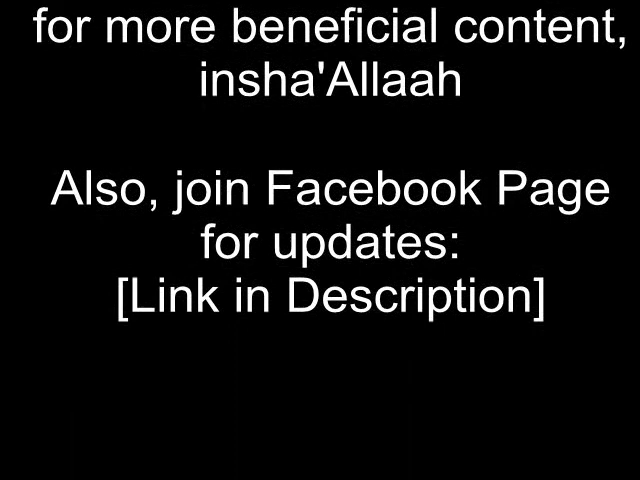 for more beneficial content,
insha'Allaah
Also, join Facebook Page
for updates:
[Link in Description]